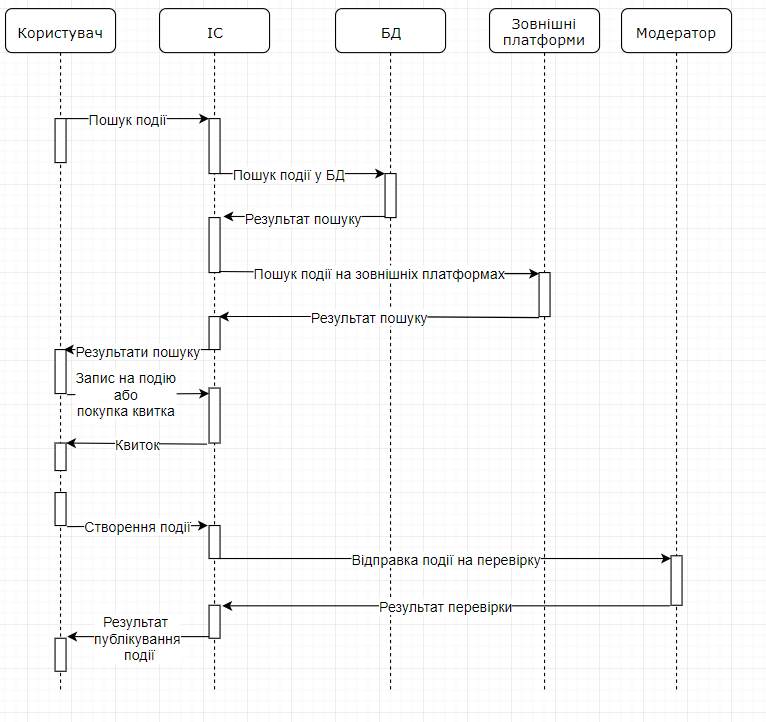 Користувач
ІС
БД
Зовнішні
платформи
Модератор
Пошук події
Пошук події у БД
Результат пошуку
Пошук події на зовнішніх платформах
Результат пошуку
Результати пошуку
Запис на подію
або
покупка квитка
Квиток
Створення події
Відправка події на перевірку
Результат перевірки
Результат
публікування
події